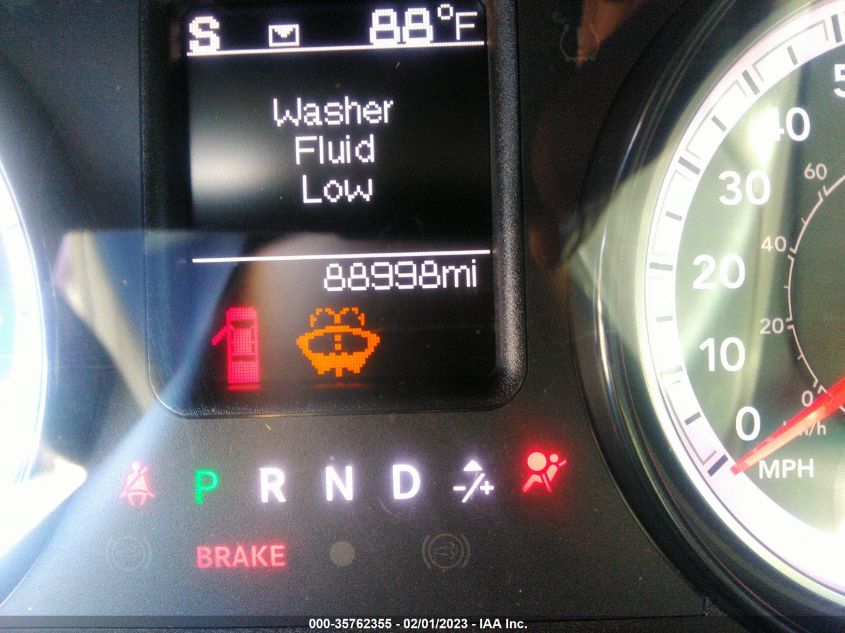 S 88°F
Washer
Fluid
Low
88998mi
5
40
30
20
10
0
MPH
60
40
20
0
P R N D -/+
BRAKE
000-35762355 - 02/01/2023 - IAA Inc.